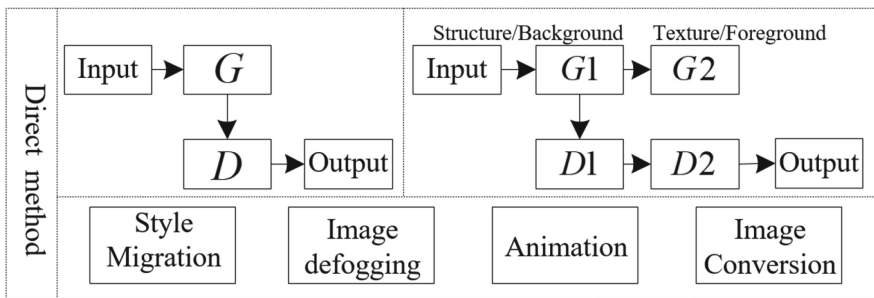 Direct method
Input
G
D
Output
Structure/Background
Texture/Foreground
Input
G1
G2
D1
D2
Output
Style
Migration
Image
defogging
Animation
Image
Conversion